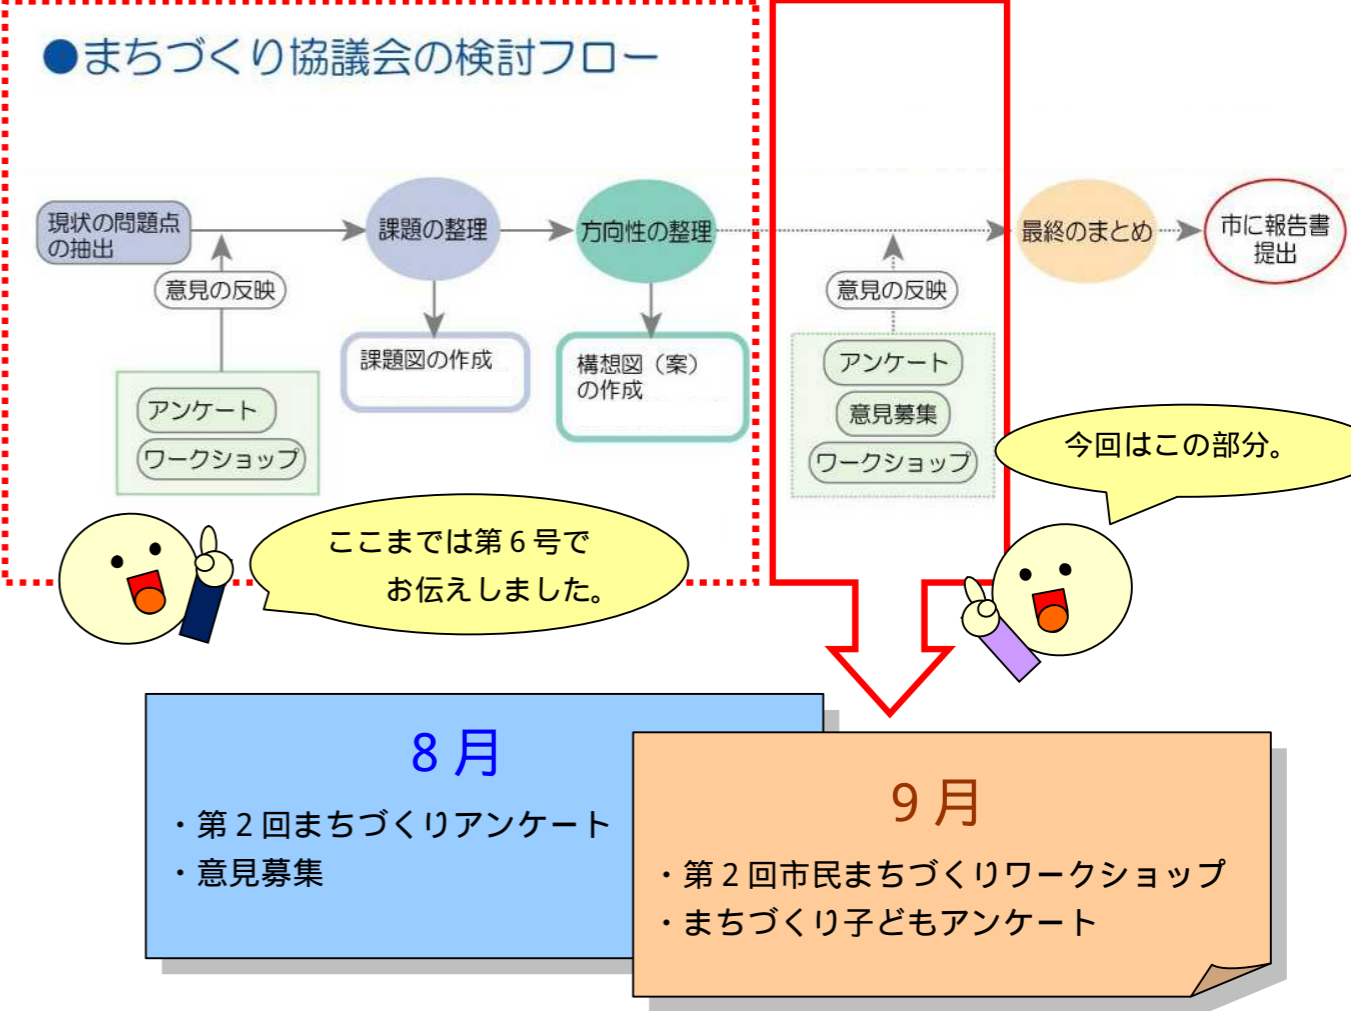 ●まちづくり協議会の検討フロー
現状の問題点
の抽出
課題の整理
方向性の整理
最終のまとめ
市に報告書
提出
意見の反映
意見の反映
課題図の作成
構想図（案）
の作成
アンケート
ワークショップ
アンケート
意見募集
ワークショップ
今回はこの部分。
ここまでは第６号で
お伝えしました。
８月
・第２回まちづくりアンケート
・意見募集
９月
・第２回市民まちづくりワークショップ
・まちづくり子どもアンケート